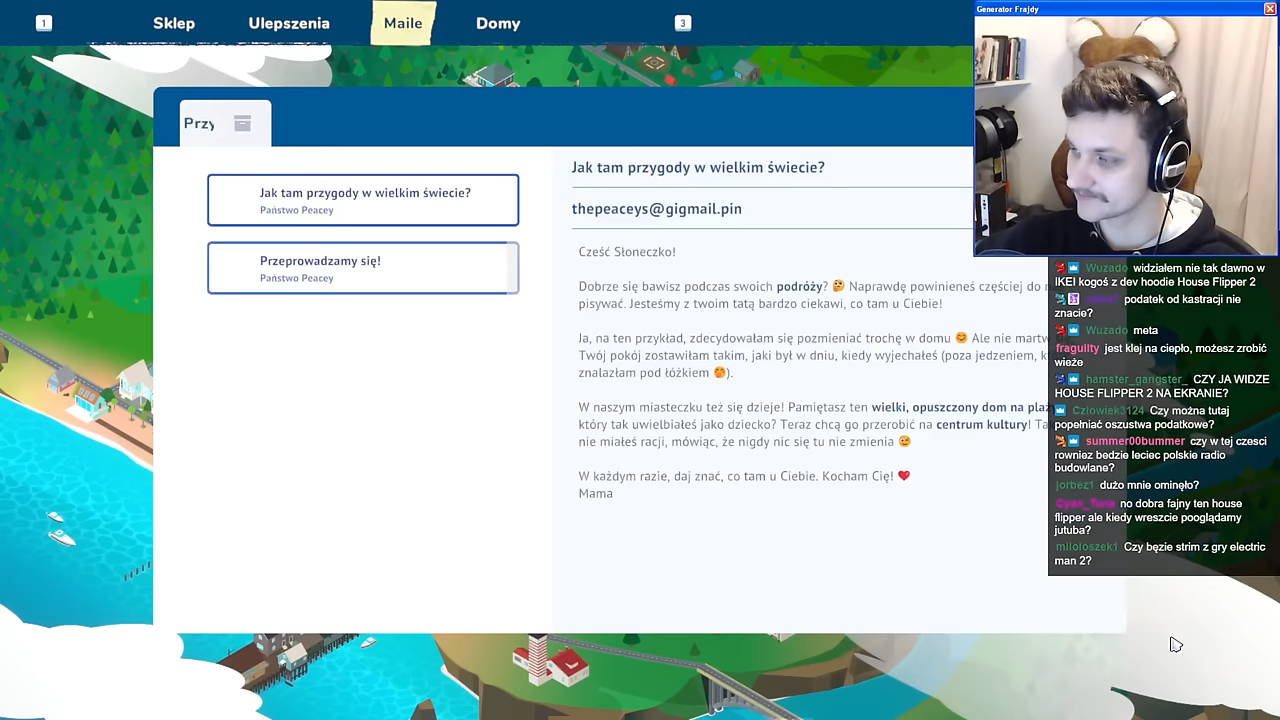 1
Sklep
Ulepszenia
Maile
Domy
3
Generator Frajdy
Przy
Jak tam przygody w wielkim świecie?
Państwo Peacey
Przeprowadzamy się!
Państwo Peacey
Jak tam przygody w wielkim świecie?
thepeaceys@gigmail.pin
Cześć Słoneczko!
Dobrze się bawisz podczas swoich podróży? 🤔 Naprawdę powinieneś częściej do
pisywać. Jesteśmy z twoim tatą bardzo ciekawi, co tam u Ciebie!
Ja, na ten przykład, zdecydowałam się pozmieniać trochę w domu 😊 Ale nie martw
Twój pokój zostawiłam takim, jaki był w dniu, kiedy wyjechałeś (poza jedzeniem, k
znalazłam pod łóżkiem 🤭).
W naszym miasteczku też się dzieje! Pamiętasz ten wielki, opuszczony dom na plaż
który tak uwielbiałeś jako dziecko? Teraz chcą go przerobić na centrum kultury! Ta
nie miałeś racji, mówiąc, że nigdy nic się tu nie zmienia 😉
W każdym razie, daj znać, co tam u Ciebie. Kocham Cię! ❤
Mama
Wuzado widziałem nie tak dawno w
IKEI kogoś z dev hoodie House Flipper 2
podatek od kastracji nie
znacie?
Wuzado meta
fraguilty jest klej na ciepło, możesz zrobić
wieże
hamster_gangster_ CZY JA WIDZE
HOUSE FLIPPER 2 NA EKRANIE?
Czlowiek3124 Czy można tutaj
popełniać oszustwa podatkowe?
summer00bummer czy w tej czesci
rowniez bedzie leciec polskie radio
budowlane?
jorbez1 dużo mnie ominęło?
no dobra fajny ten house
flipper ale kiedy wreszcie pooglądamy
jutuba?
miloloszek1 Czy bęzie strim z gry electric
man 2?